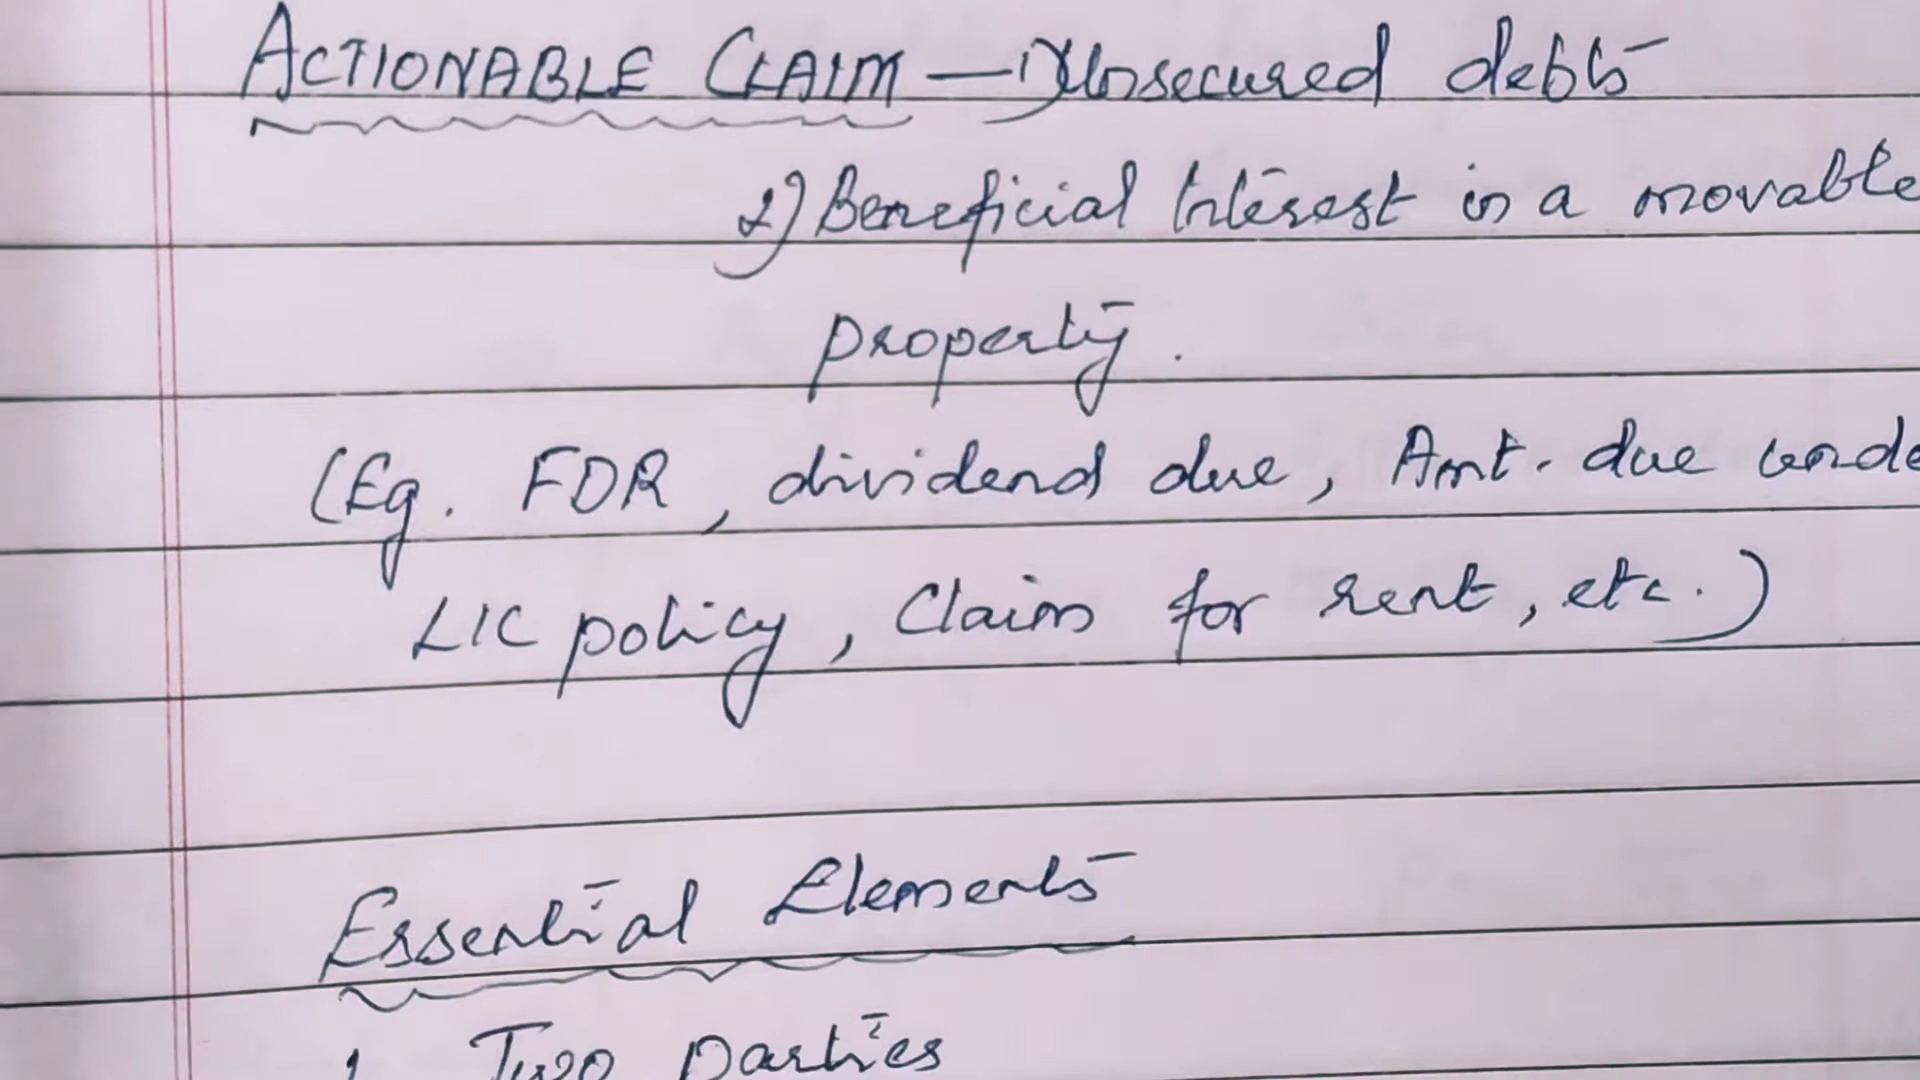 ACTIONABLE CLAIM — 1) Unsecured debts
2) Beneficial Interest in a movable
property.
(Eg. FDR, dividend due, Amt. due unde
LIC policy, Claim for rent, etc.)
Essential Elements
1. Two Parties